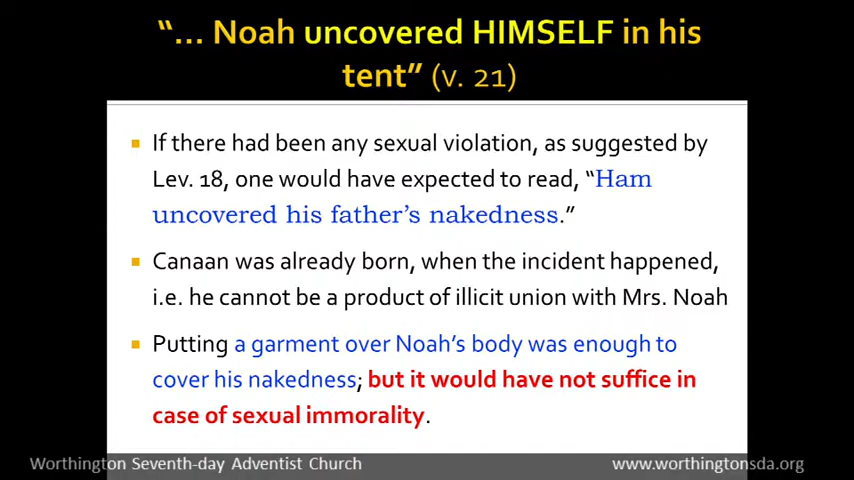 “... Noah uncovered HIMSELF in his
tent” (v. 21)
If there had been any sexual violation, as suggested by
Lev. 18, one would have expected to read, “Ham
uncovered his father’s nakedness.”
Canaan was already born, when the incident happened,
i.e. he cannot be a product of illicit union with Mrs. Noah
Putting a garment over Noah’s body was enough to
cover his nakedness; but it would have not suffice in
case of sexual immorality.
Worthington Seventh-day Adventist Church
www.worthingtonsda.org